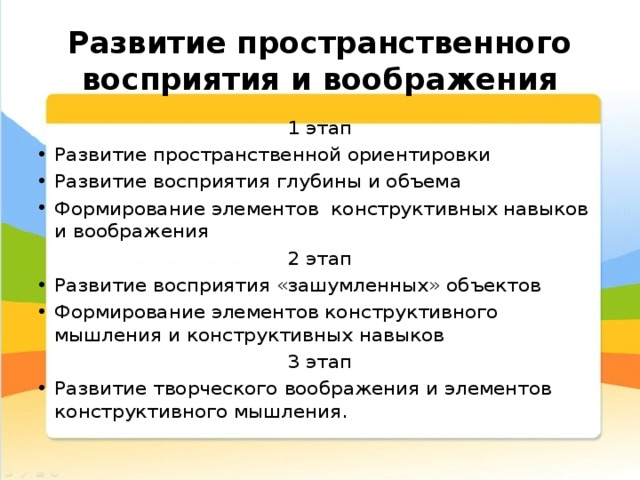 Развитие пространственного
восприятия и воображения
1 этап
• Развитие пространственной ориентировки
• Развитие восприятия глубины и объема
• Формирование элементов  конструктивных навыков
и воображения
2 этап
• Развитие восприятия «зашумленных» объектов
• Формирование элементов конструктивного
мышления и конструктивных навыков
3 этап
• Развитие творческого воображения и элементов
конструктивного мышления.